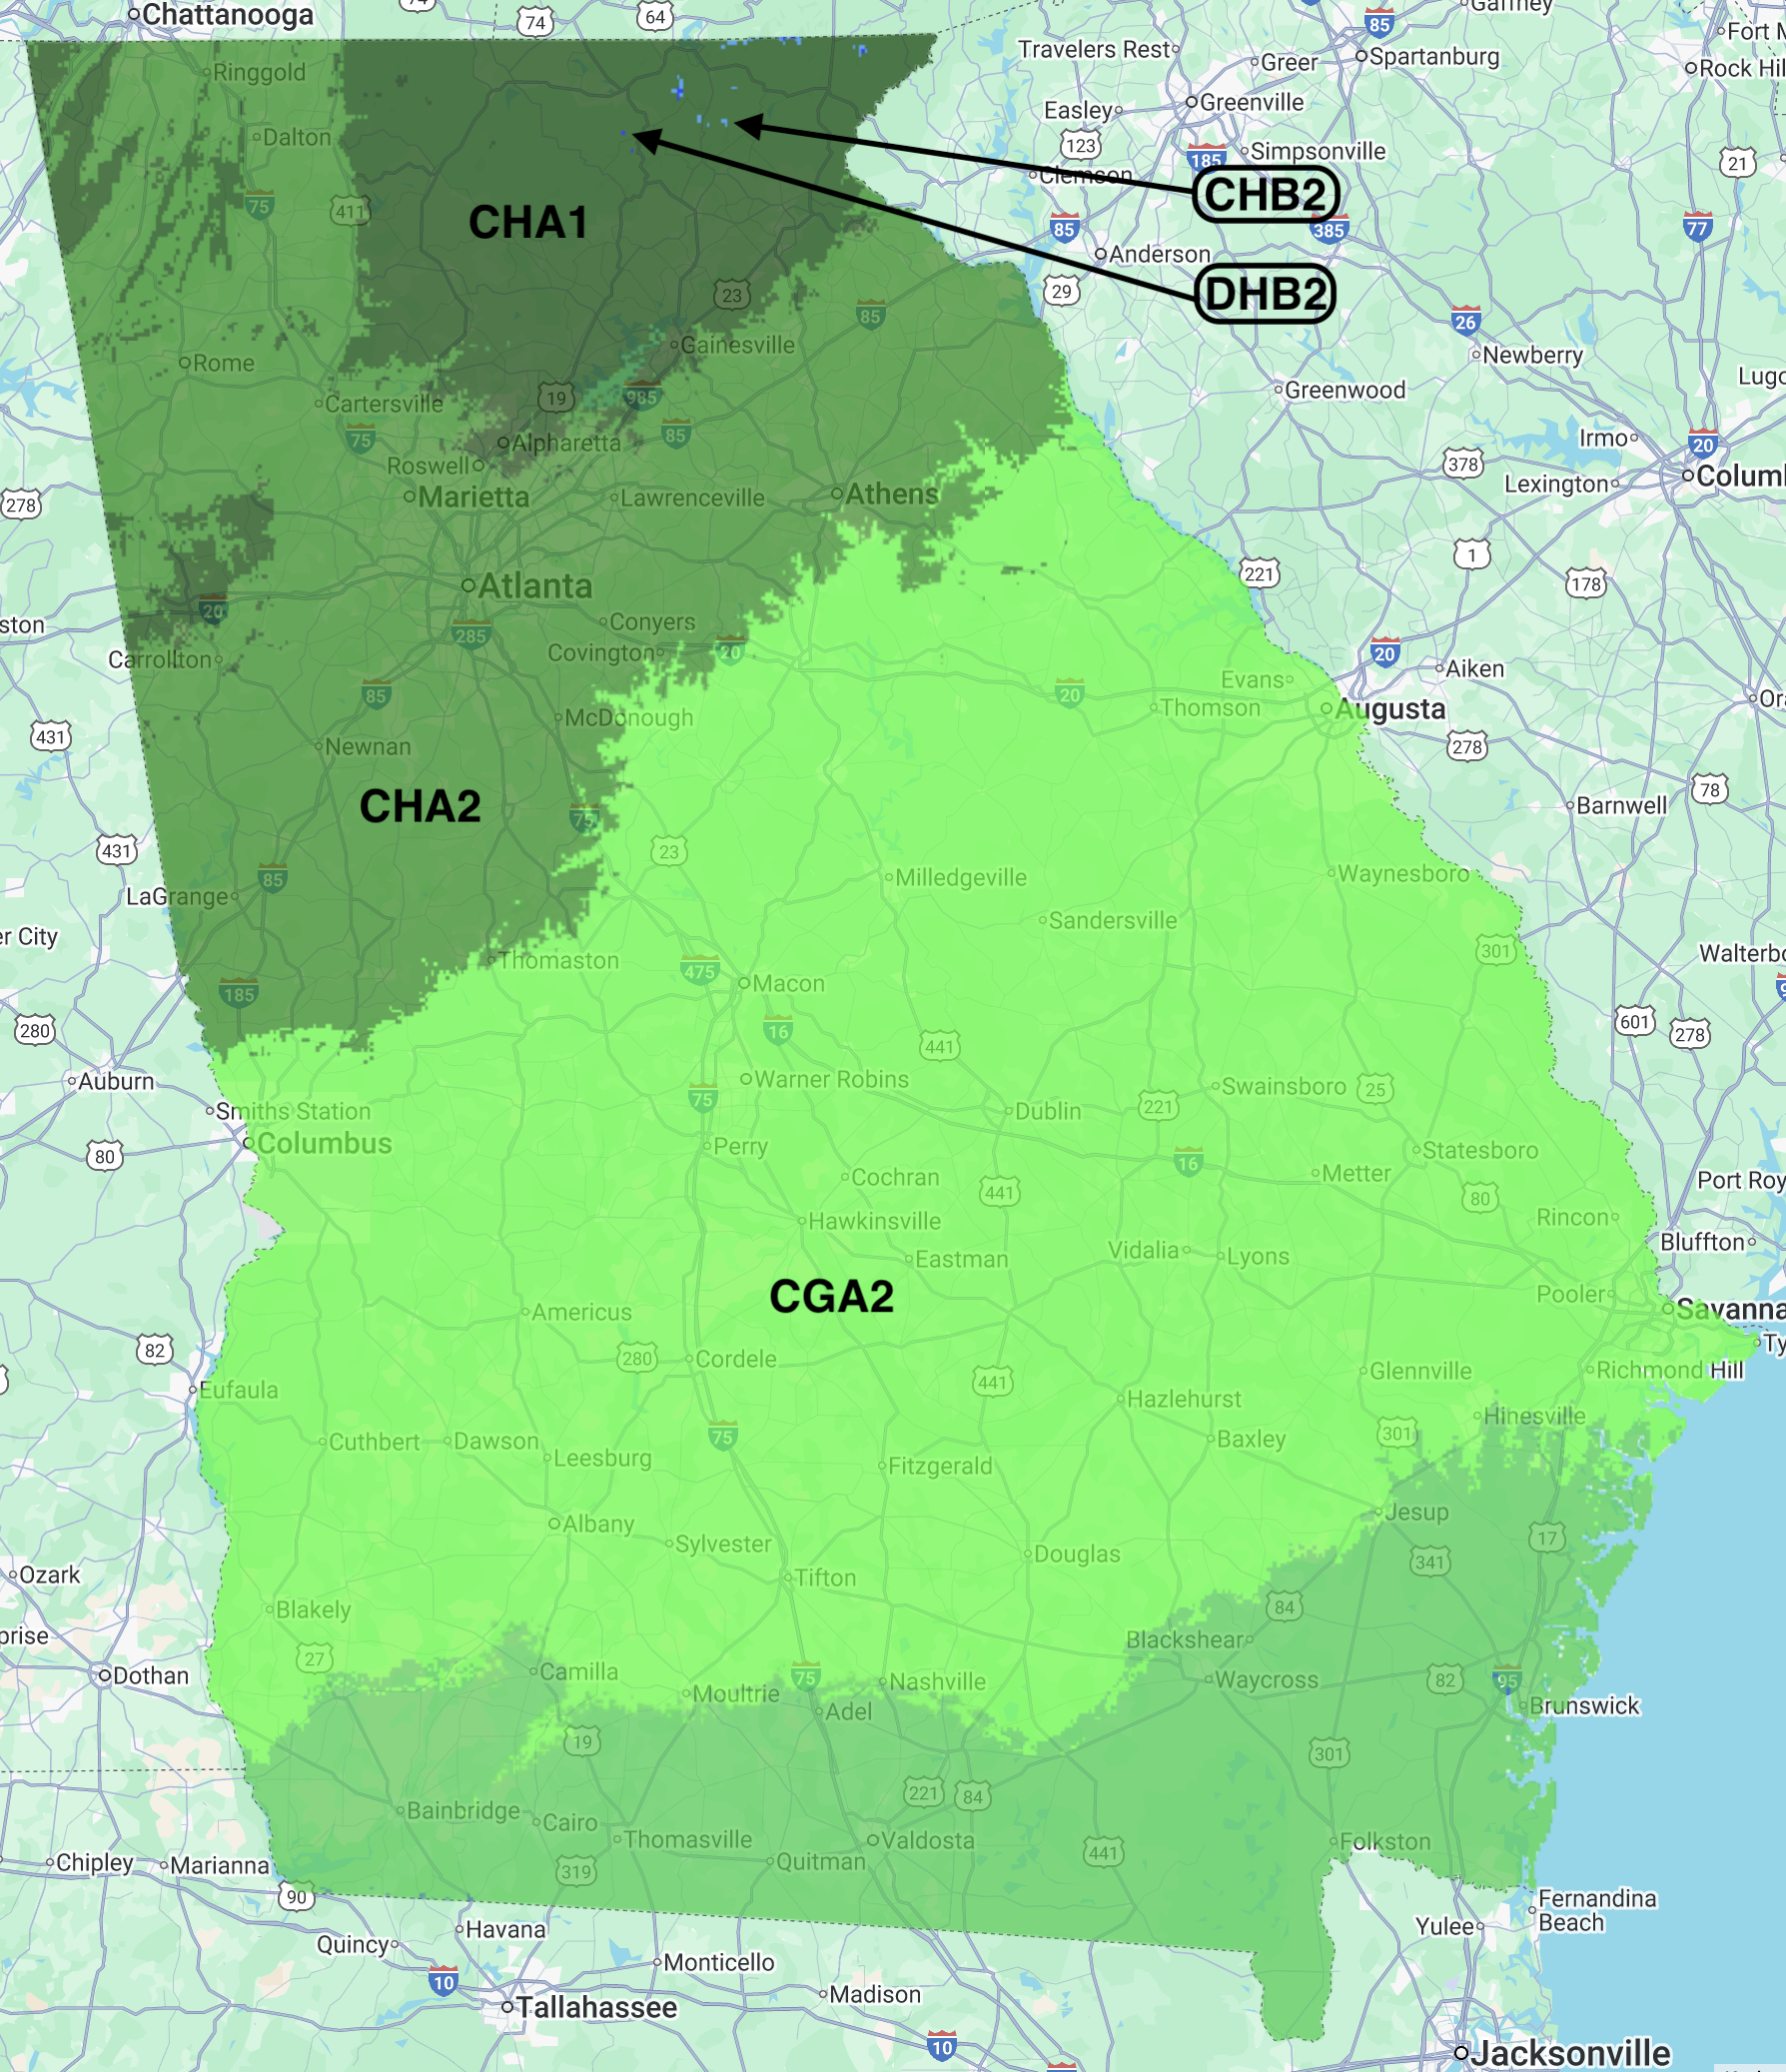 Chattanooga
74
74
64
85
Gaffney
Fort M
Travelers Rest
Greer
Spartanburg
Rock Hil
Ringgold
Easley
Greenville
Dalton
123
185
Simpsonville
21
Clemson
CHB2
75
411
CHA1
85
385
77
Anderson
DHB2
23
29
85
26
Gainesville
Newberry
Rome
Lugo
19
985
Greenwood
Cartersville
75
85
Alpharetta
Irmo
20
Roswell
378
Columb
278
Marietta
Lawrenceville
Athens
Lexington
1
221
178
Atlanta
20
ston
285
Conyers
Covington
20
20
Carrollton
Aiken
85
20
Evans
Thomson
Augusta
McDonough
431
Newnan
278
78
CHA2
75
Barnwell
431
23
85
Milledgeville
Waynesboro
LaGrange
Sandersville
er City
301
Walterbo
Thomaston
475
Macon
185
280
16
601
278
441
Auburn
Warner Robins
Swainsboro
25
75
Smiths Station
Dublin
221
Columbus
80
Perry
Statesboro
16
Cochran
Metter
Port Roy
441
80
Hawkinsville
Rincon
Eastman
Vidalia
Lyons
Bluffton
CGA2
Pooler
Americus
Savanna
82
Ty
280
Cordele
Glennville
Richmond Hill
Eufaula
441
Hazlehurst
Hinesville
75
301
Cuthbert
Dawson
Baxley
Leesburg
Fitzgerald
Albany
Jesup
Sylvester
17
Ozark
Douglas
341
Tifton
Blakely
84
prise
Blackshear
27
Camilla
75
Dothan
Nashville
Waycross
82
95
Moultrie
Adel
Brunswick
19
301
221
84
Bainbridge
Cairo
Thomasville
Valdosta
Folkston
441
Chipley
Marianna
319
Quitman
90
Fernandina
Beach
Havana
Yulee
Quincy
Monticello
10
Madison
Tallahassee
10
Jacksonville